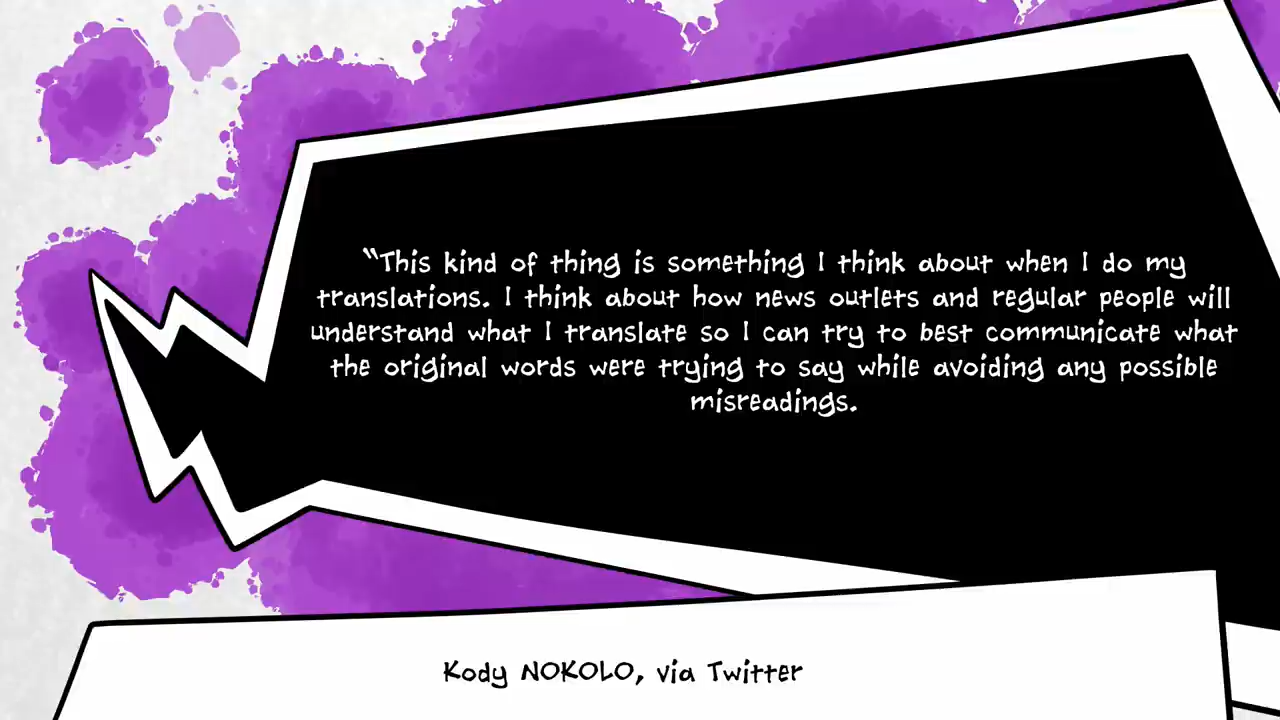 “This kind of thing is something I think about when I do my
translations. I think about how news outlets and regular people will
understand what I translate so I can try to best communicate what
the original words were trying to say while avoiding any possible
misreadings.
Kody NOKOLO, via Twitter